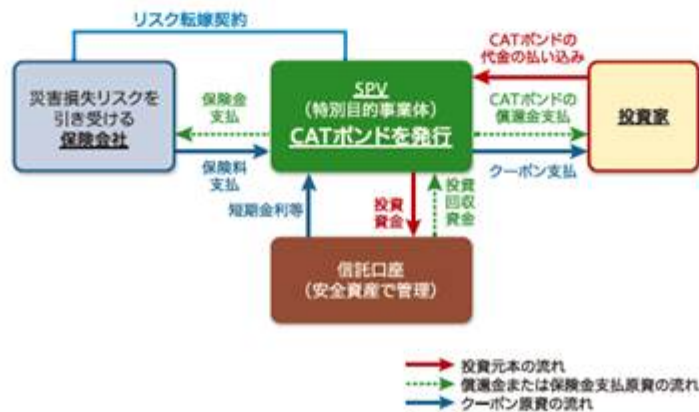 リスク転嫁契約
災害損失リスクを
引き受ける
保険会社
保険金
支払
保険料
支払
SPV
（特別目的事業体）
CATボンドを発行
CATボンドの
代金の払い込み
CATボンドの
償還金支払
クーポン支払
投資家
短期金利等
投資
資金
投資
回収
資金
信託口座
（安全資産で管理）
投資元本の流れ
償還金または保険金支払原資の流れ
クーポン原資の流れ